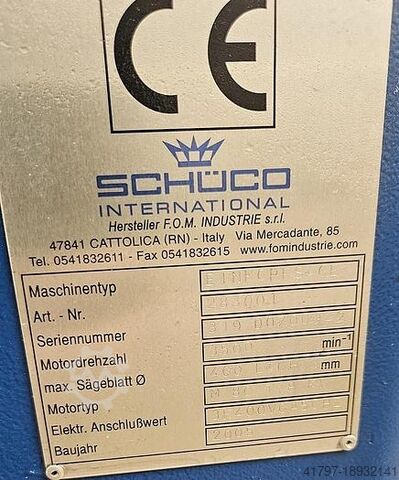 CE
SCHÜCO
INTERNATIONAL
Hersteller F.O.M. INDUSTRIE s.r.l.
47841 CATTOLICA (RN) - Italy Via Mercadante, 85
Tel. 0541832611 - Fax 0541832615 www.fomindustrie.com
Maschinentyp
Art.- Nr. 283001
Seriennummer
Motordrehzahl min⁻¹
max. Sägeblatt Ø mm
Motortyp
Elektr. Anschlußwert
Baujahr
41797-18932141